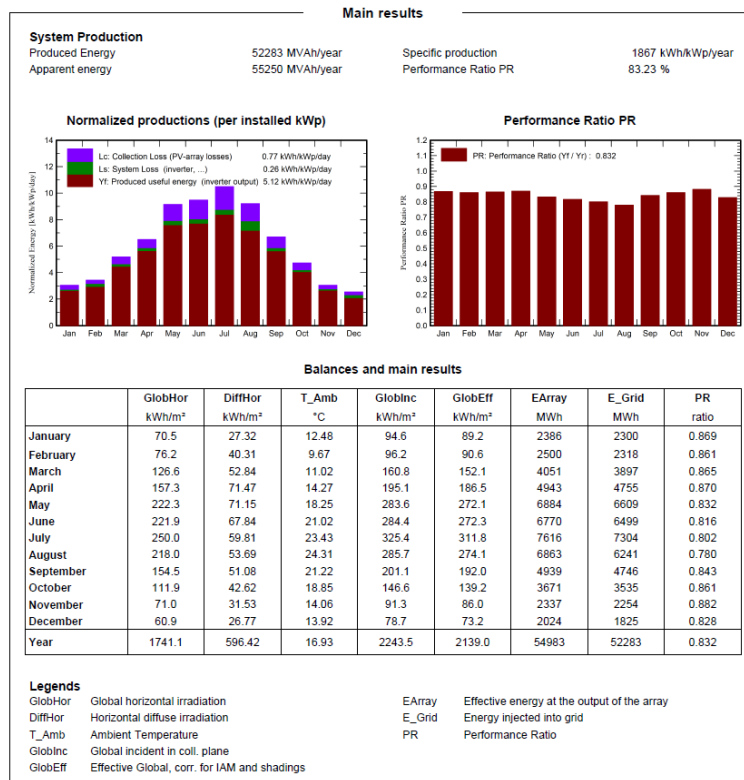 Main results
System Production
Produced Energy 52283 MVAh/year Specific production 1867 kWh/kWp/year
Apparent energy 55250 MVAh/year Performance Ratio PR 83.23 %
Normalized productions (per installed kWp)
14
12
10
8
6
4
2
0
Normalized Energy [kWh/kWp/day]
Lc: Collection Loss (PV-array losses) 0.77 kWh/kWp/day
Ls: System Loss (inverter, ...) 0.26 kWh/kWp/day
Yf: Produced useful energy (inverter output) 5.12 kWh/kWp/day
Jan Feb Mar Apr May Jun Jul Aug Sep Oct Nov Dec
Performance Ratio PR
1.2
1.1
1.0
0.9
0.8
0.7
0.6
0.5
0.4
0.3
0.2
0.1
0.0
Performance Ratio PR
PR: Performance Ratio (Yf / Yr) : 0.832
Jan Feb Mar Apr May Jun Jul Aug Sep Oct Nov Dec
Balances and main results
GlobHor DiffHor T_Amb GlobInc GlobEff EArray E_Grid PR
kWh/m² kWh/m² °C kWh/m² kWh/m² MWh MWh ratio
January 70.5 27.32 12.48 94.6 89.2 2386 2300 0.869
February 76.2 40.31 9.67 96.2 90.6 2500 2318 0.861
March 126.6 52.84 11.02 160.8 152.1 4051 3897 0.865
April 157.3 71.47 14.27 195.1 186.5 4943 4755 0.870
May 222.3 71.15 18.25 283.6 272.1 6884 6609 0.832
June 221.9 67.84 21.02 284.4 272.3 6770 6499 0.816
July 250.0 59.81 23.43 325.4 311.8 7616 7304 0.802
August 218.0 53.69 24.31 285.7 274.1 6863 6241 0.780
September 154.5 51.08 21.22 201.1 192.0 4939 4746 0.843
October 111.9 42.62 18.85 146.6 139.2 3671 3535 0.861
November 71.0 31.53 14.06 91.3 86.0 2337 2254 0.882
December 60.9 26.77 13.92 78.7 73.2 2024 1825 0.828
Year 1741.1 596.42 16.93 2243.5 2139.0 54983 52283 0.832
Legends
GlobHor Global horizontal irradiation EArray Effective energy at the output of the array
DiffHor Horizontal diffuse irradiation E_Grid Energy injected into grid
T_Amb Ambient Temperature PR Performance Ratio
GlobInc Global incident in coll. plane
GlobEff Effective Global, corr. for IAM and shadings